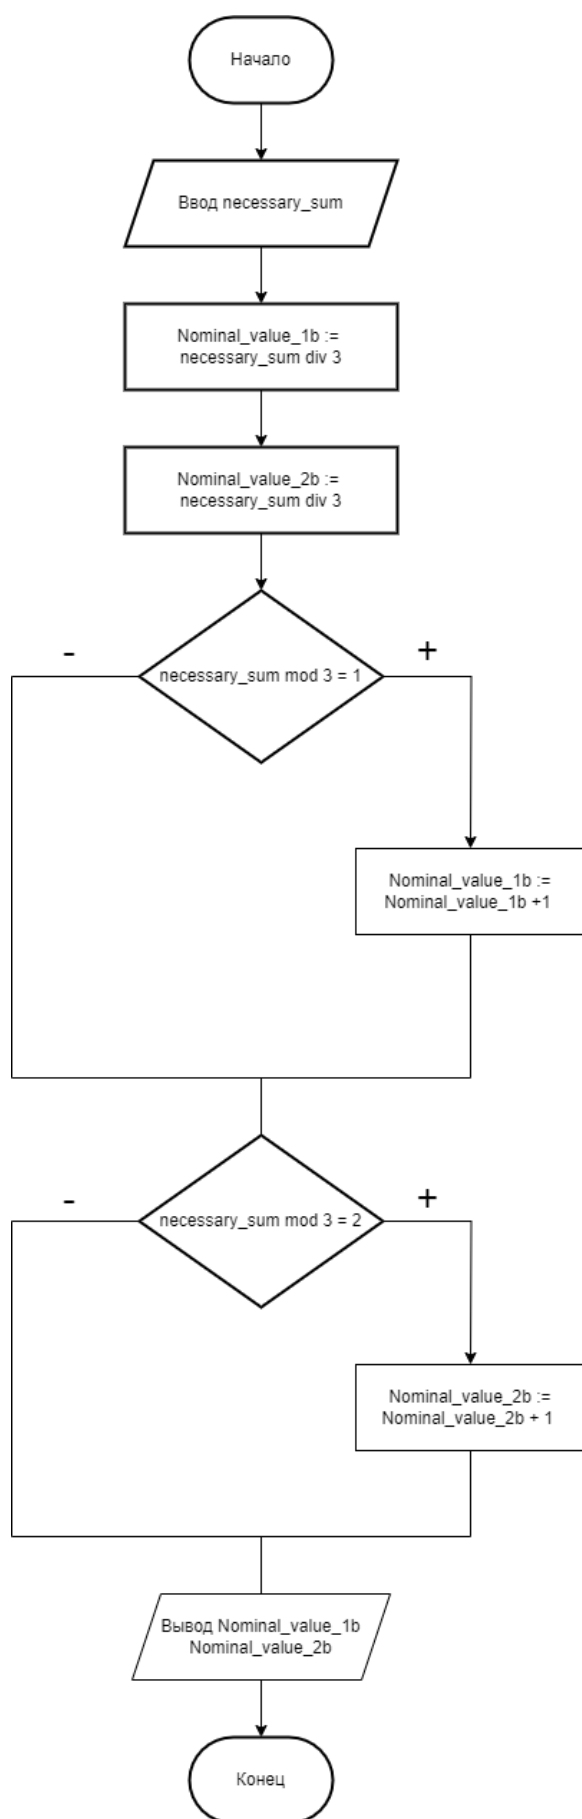 Начало
Ввод necessary_sum
Nominal_value_1b :=
necessary_sum div 3
Nominal_value_2b :=
necessary_sum div 3
-
+
necessary_sum mod 3 = 1
Nominal_value_1b :=
Nominal_value_1b +1
-
+
necessary_sum mod 3 = 2
Nominal_value_2b :=
Nominal_value_2b + 1
Вывод Nominal_value_1b
Nominal_value_2b
Конец